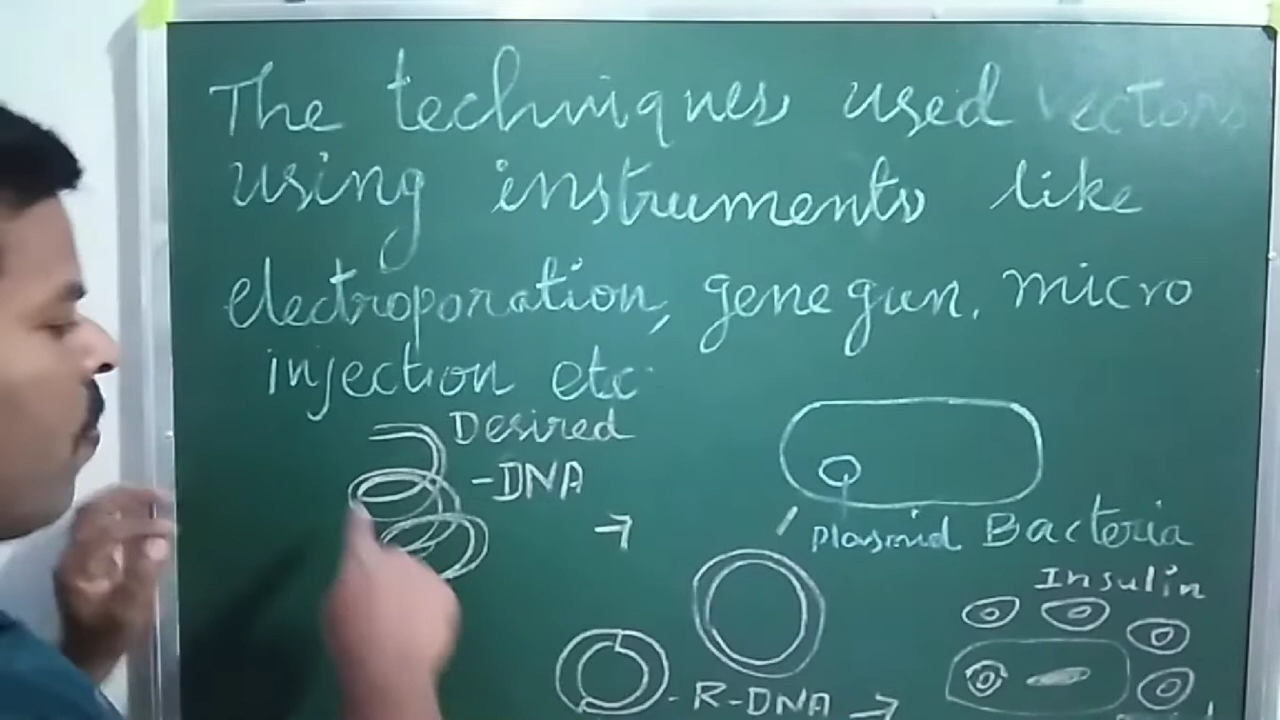 The techniques used vectors
using instruments like
electroporation, gene gun, micro
injection etc.
Desired
-DNA
Plasmid Bacteria
Insulin
- R-DNA